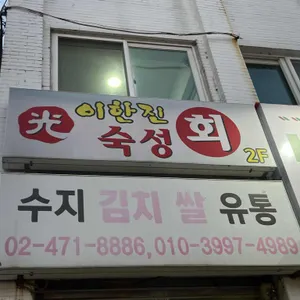 光 이한진 숙성 회 2F
수지 김치 쌀 유통
02-471-8886, 010-3997-4989